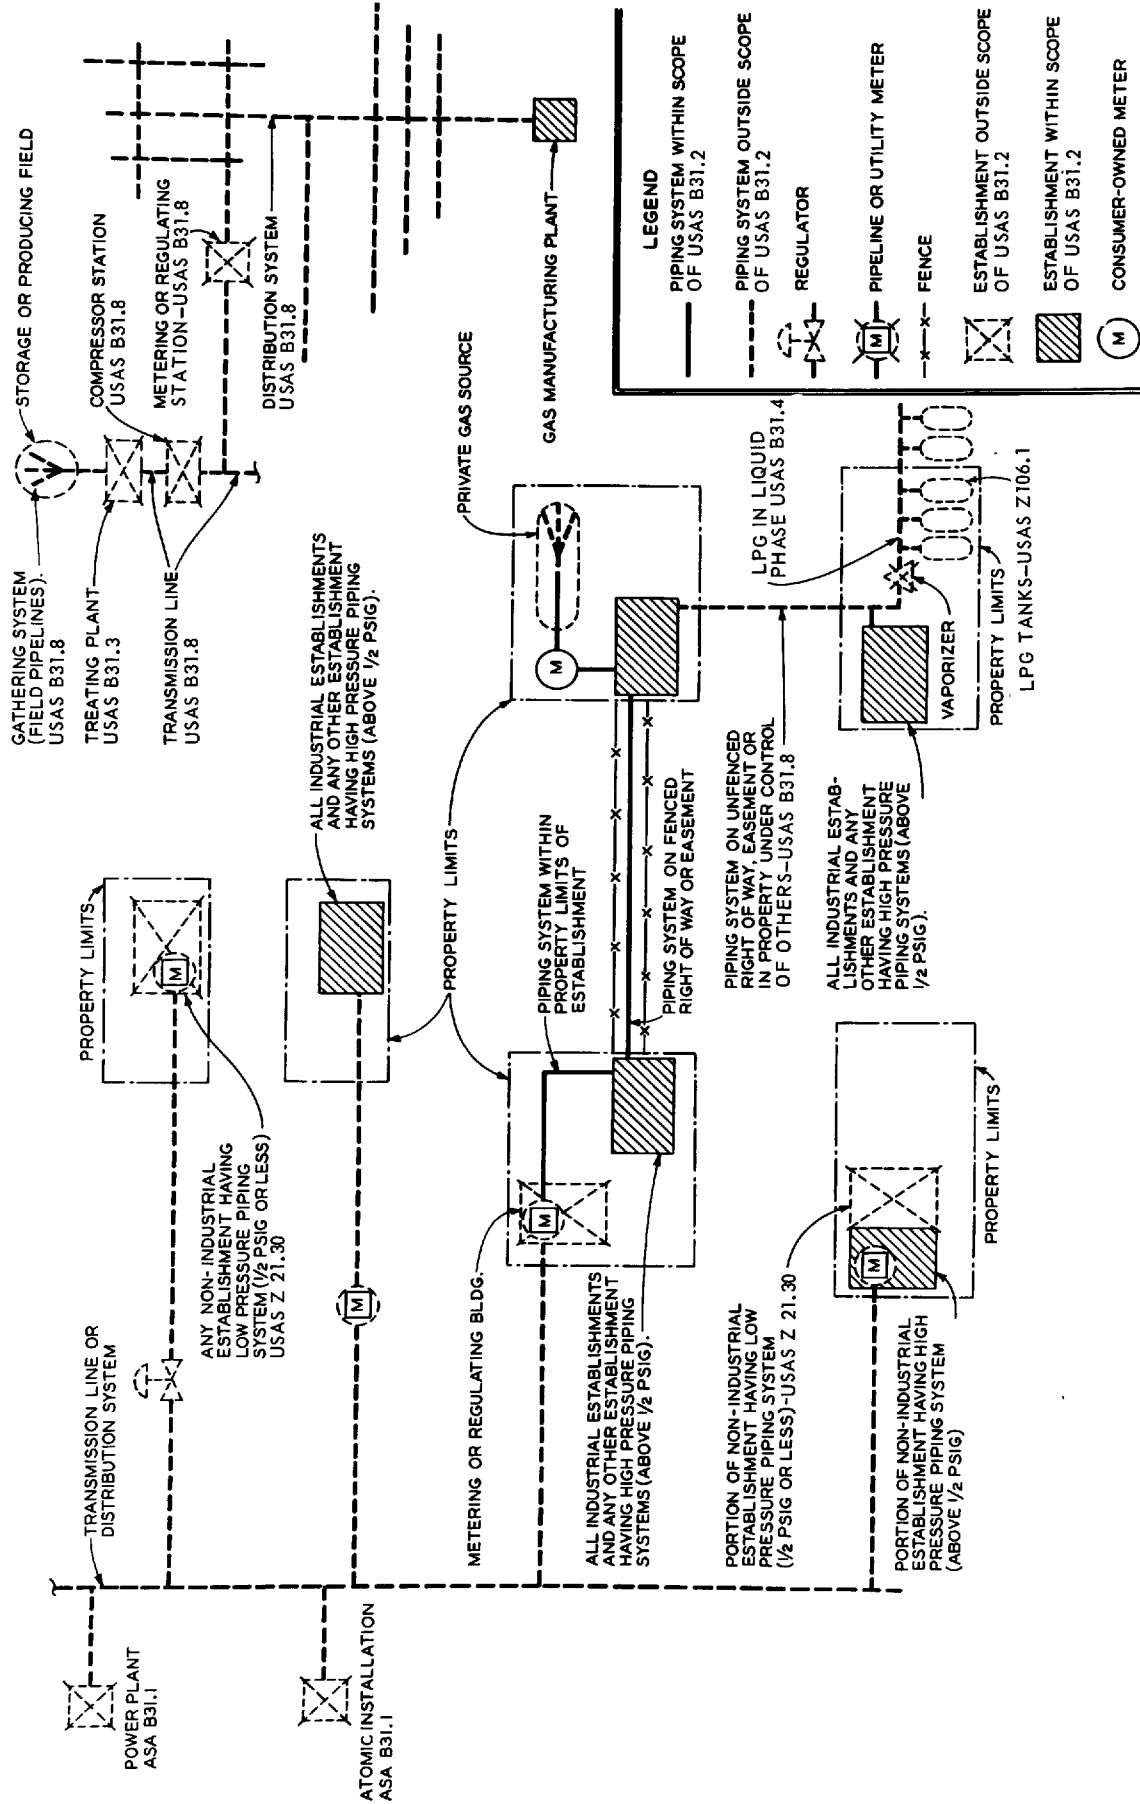 POWER PLANT
ASA B31.1
TRANSMISSION LINE OR
DISTRIBUTION SYSTEM
ANY NON-INDUSTRIAL
ESTABLISHMENT HAVING
LOW PRESSURE PIPING
SYSTEM (1/2 PSIG OR LESS)
USAS Z 21.30
PROPERTY LIMITS
GATHERING SYSTEM
(FIELD PIPELINES).
USAS B31.8
STORAGE OR PRODUCING FIELD
TREATING PLANT
USAS B31.3
COMPRESSOR STATION
USAS B31.8
TRANSMISSION LINE
USAS B31.8
METERING OR REGULATING
STATION-USAS B31.8
DISTRIBUTION SYSTEM
USAS B31.8
GAS MANUFACTURING PLANT
M
ATOMIC INSTALLATION
ASA B31.1
M
ALL INDUSTRIAL ESTABLISHMENTS
AND ANY OTHER ESTABLISHMENT
HAVING HIGH PRESSURE PIPING
SYSTEMS (ABOVE 1/2 PSIG).
PROPERTY LIMITS
METERING OR REGULATING BLDG.
M
ALL INDUSTRIAL ESTABLISHMENTS
AND ANY OTHER ESTABLISHMENT
HAVING HIGH PRESSURE PIPING
SYSTEMS (ABOVE 1/2 PSIG).
PIPING SYSTEM WITHIN
PROPERTY LIMITS OF
ESTABLISHMENT
PIPING SYSTEM ON FENCED
RIGHT OF WAY OR EASEMENT
PRIVATE GAS SOURCE
M
PORTION OF NON-INDUSTRIAL
ESTABLISHMENT HAVING LOW
PRESSURE PIPING SYSTEM
(1/2 PSIG OR LESS)-USAS Z 21.30
PORTION OF NON-INDUSTRIAL
ESTABLISHMENT HAVING HIGH
PRESSURE PIPING SYSTEM
(ABOVE 1/2 PSIG)
M
PROPERTY LIMITS
PIPING SYSTEM ON UNFENCED
RIGHT OF WAY, EASEMENT OR
IN PROPERTY UNDER CONTROL
OF OTHERS-USAS B31.8
ALL INDUSTRIAL ESTAB-
LISHMENTS AND ANY
OTHER ESTABLISHMENT
HAVING HIGH PRESSURE
PIPING SYSTEMS (ABOVE
1/2 PSIG).
LPG IN LIQUID
PHASE USAS B31.4
VAPORIZER
PROPERTY LIMITS
LPG TANKS-USAS Z106.1
LEGEND
PIPING SYSTEM WITHIN SCOPE
OF USAS B31.2
PIPING SYSTEM OUTSIDE SCOPE
OF USAS B31.2
REGULATOR
M
PIPELINE OR UTILITY METER
FENCE
ESTABLISHMENT OUTSIDE SCOPE
OF USAS B31.2
ESTABLISHMENT WITHIN SCOPE
OF USAS B31.2
M
CONSUMER-OWNED METER